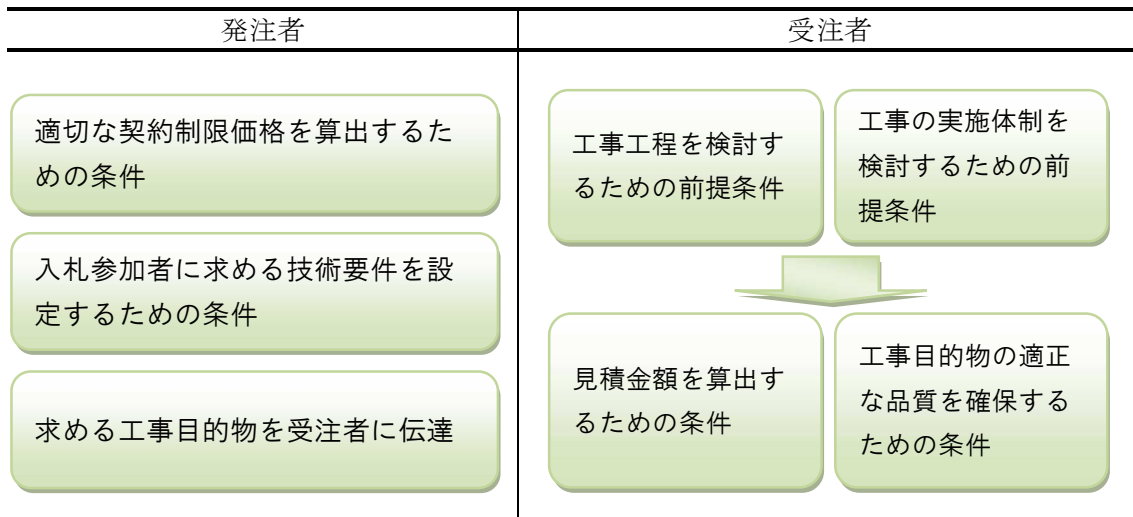 発注者
受注者
適切な契約制限価格を算出するた
めの条件
入札参加者に求める技術要件を設
定するための条件
求める工事目的物を受注者に伝達
工事工程を検討す
るための前提条件
工事の実施体制を
検討するための前
提条件
見積金額を算出す
るための条件
工事目的物の適正
な品質を確保する
ための条件